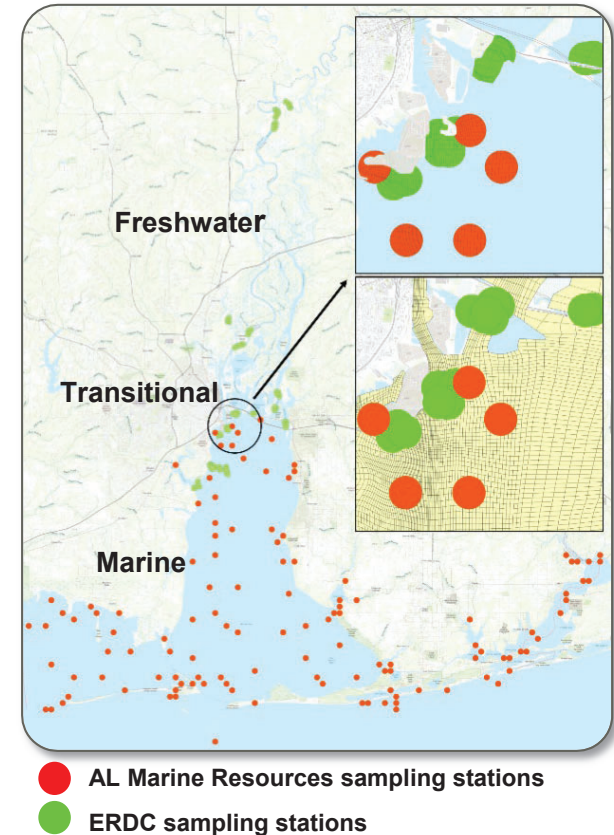 Freshwater
Transitional
Marine
AL Marine Resources sampling stations
ERDC sampling stations